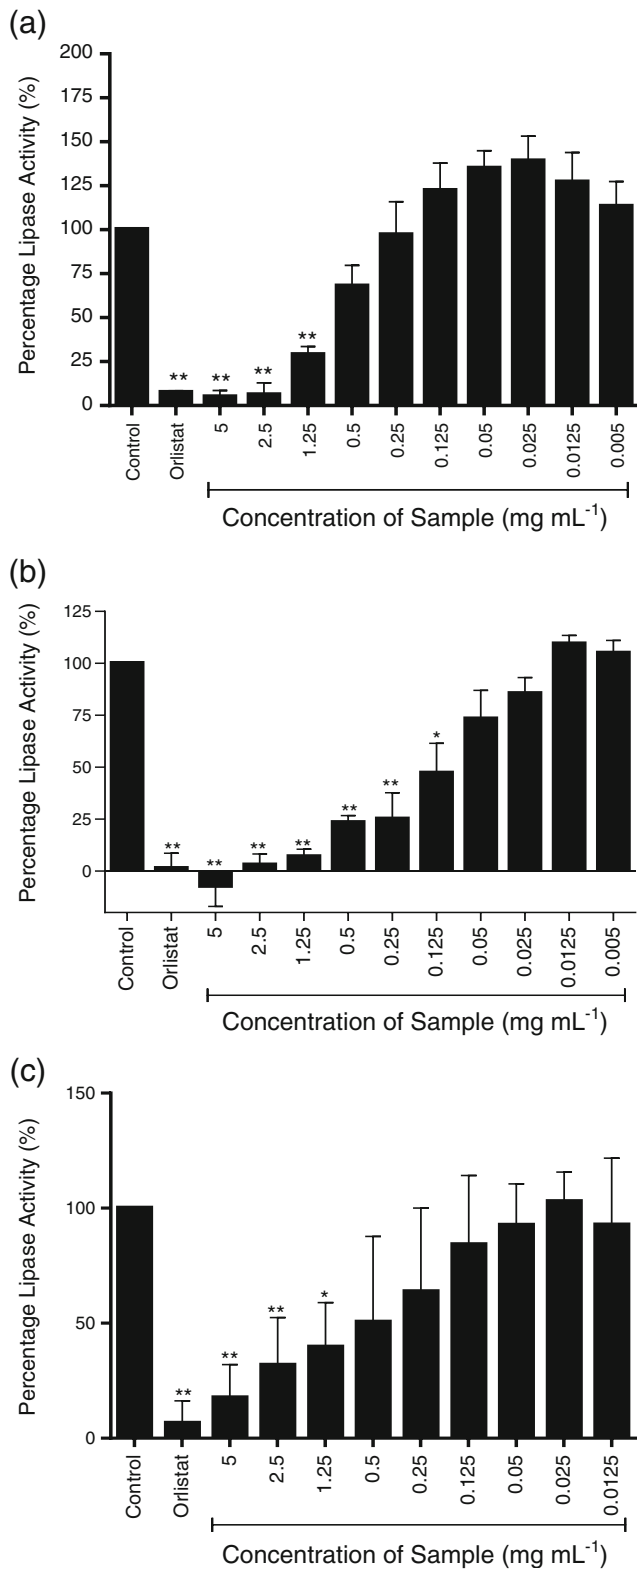 (a)
Percentage Lipase Activity (%)
200
175
150
125
100
75
50
25
0
** ** ** **
Control Orlistat 5 2.5 1.25 0.5 0.25 0.125 0.05 0.025 0.0125 0.005
Concentration of Sample (mg mL⁻¹)
(b)
Percentage Lipase Activity (%)
125
100
75
50
25
0
** ** ** ** ** ** *
Control Orlistat 5 2.5 1.25 0.5 0.25 0.125 0.05 0.025 0.0125 0.005
Concentration of Sample (mg mL⁻¹)
(c)
Percentage Lipase Activity (%)
150
100
50
0
** ** ** *
Control Orlistat 5 2.5 1.25 0.5 0.25 0.125 0.05 0.025 0.0125
Concentration of Sample (mg mL⁻¹)